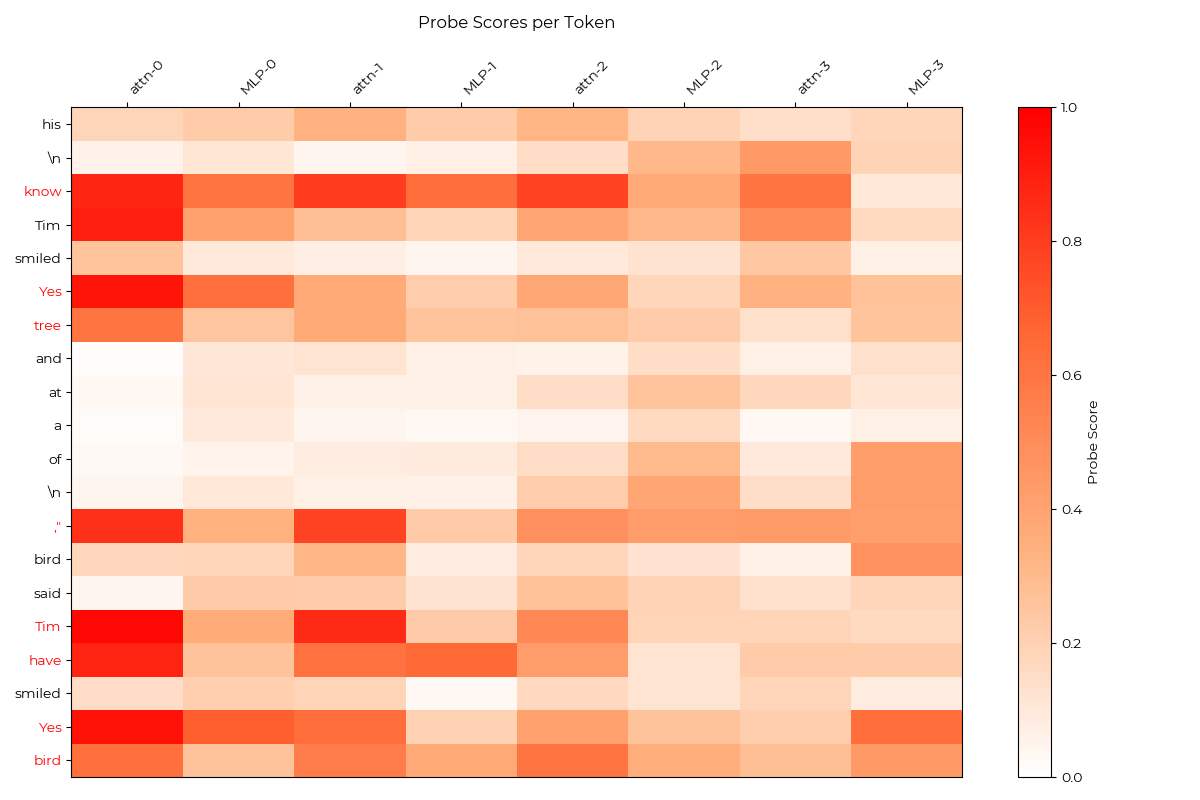 Probe Scores per Token
attn-0 MLP-0 attn-1 MLP-1 attn-2 MLP-2 attn-3 MLP-3
his
\n
know
Tim
smiled
Yes
tree
and
at
a
of
\n
,"
bird
said
Tim
have
smiled
Yes
bird
1.0
0.8
0.6
0.4
0.2
0.0
Probe Score